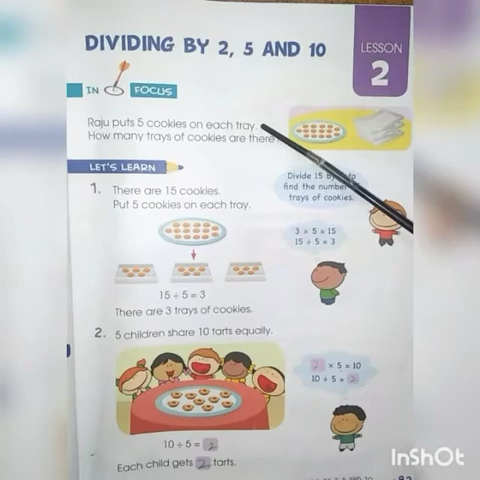 DIVIDING BY 2, 5 AND 10
LESSON
2
IN FOCUS
Raju puts 5 cookies on each tray.
How many trays of cookies are there
LET'S LEARN
1. There are 15 cookies.
Put 5 cookies on each tray.
Divide 15 to
find the number
trays of cookies.
3 × 5 = 15
15 ÷ 5 = 3
15 ÷ 5 = 3
There are 3 trays of cookies.
2. 5 children share 10 tarts equally.
2 × 5 = 10
10 ÷ 5 = 2
10 ÷ 5 = 2
Each child gets 2 tarts.
InShOt